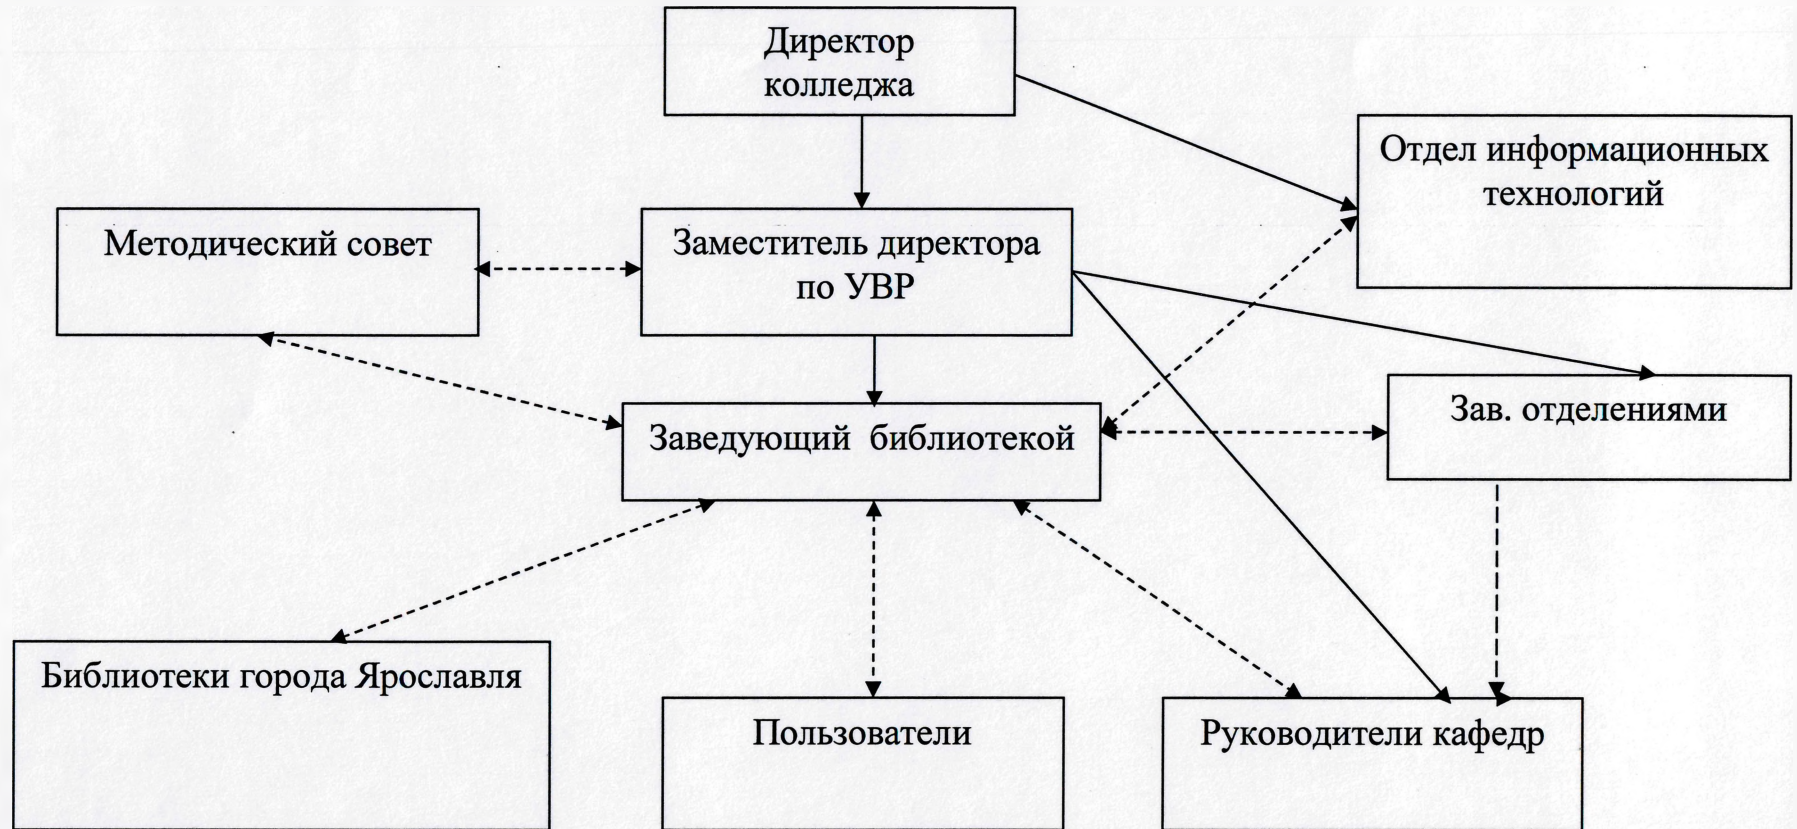 Директор
колледжа
Отдел информационных
технологий
Методический совет
Заместитель директора
по УВР
Зав. отделениями
Заведующий библиотекой
Библиотеки города Ярославля
Пользователи
Руководители кафедр